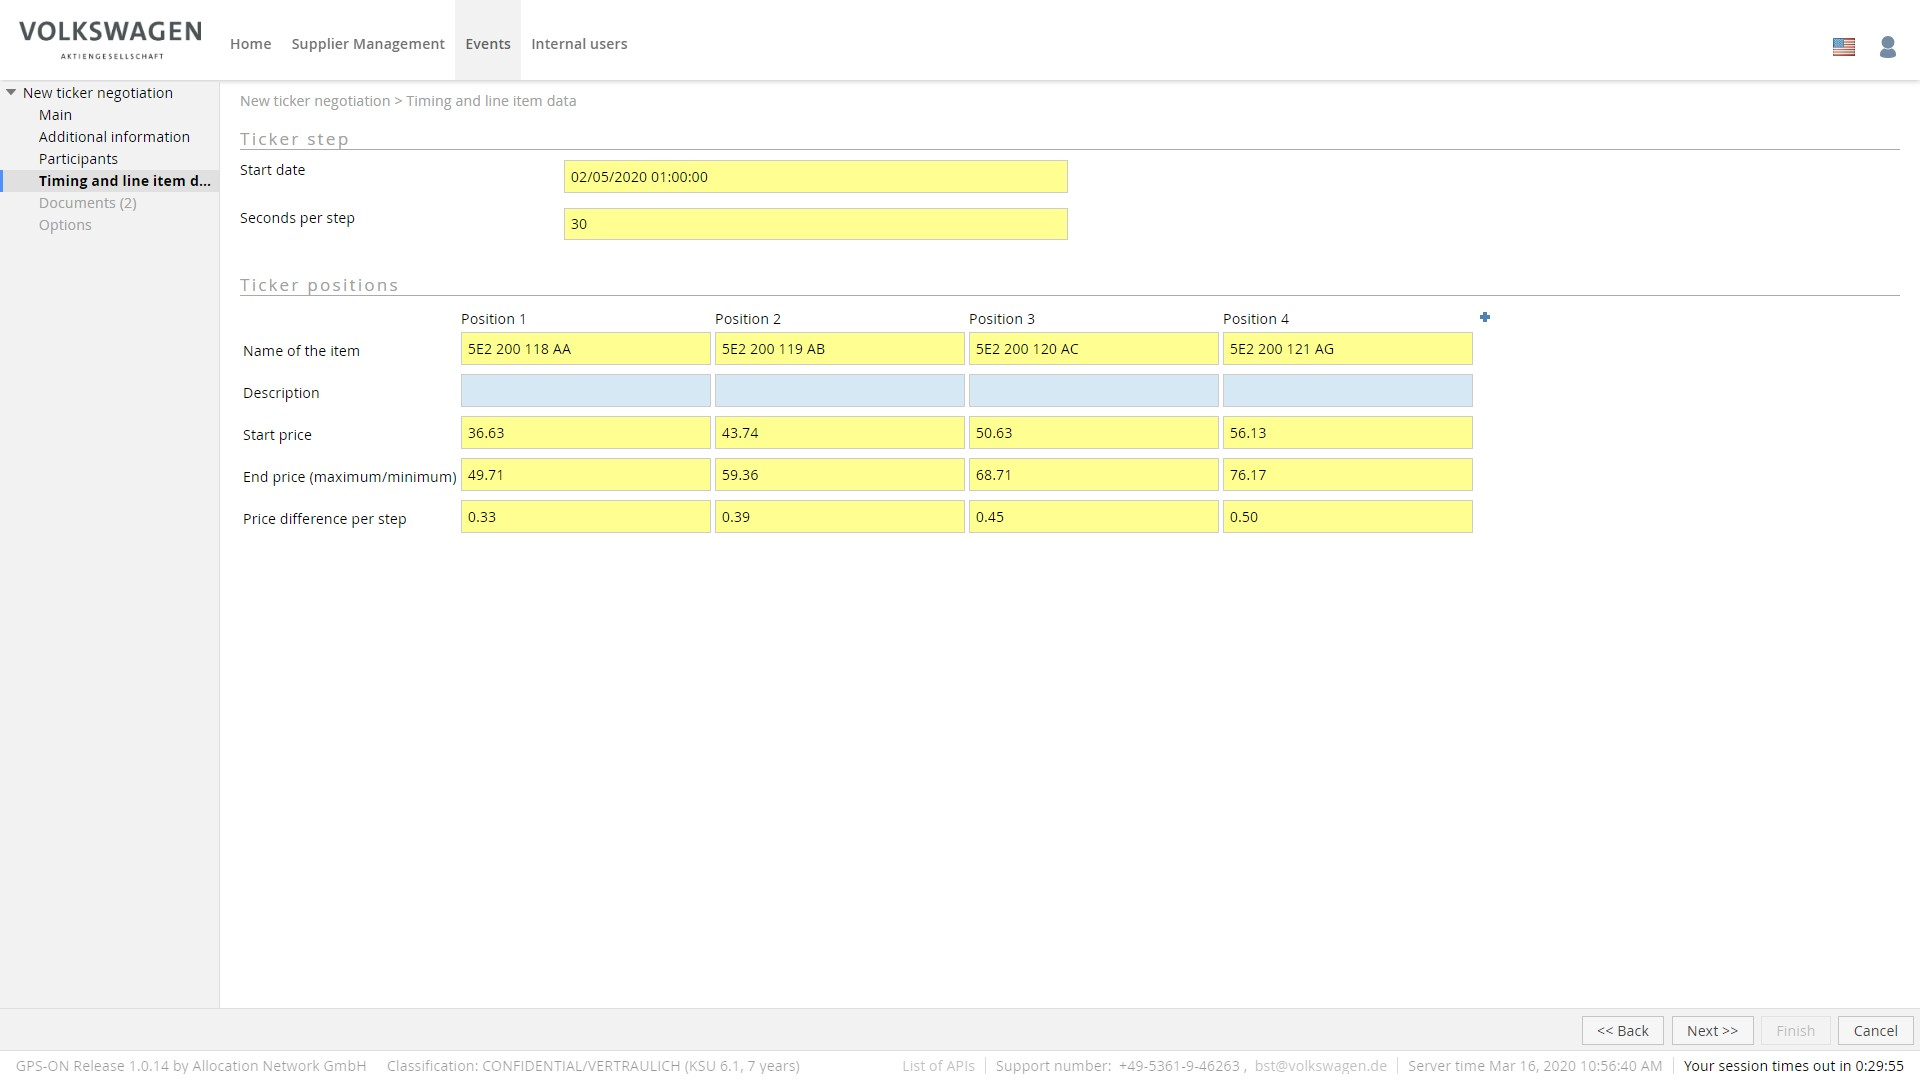 VOLKSWAGEN
AKTIENGESELLSCHAFT
Home Supplier Management Events Internal users
New ticker negotiation
Main
Additional information
Participants
Timing and line item d...
Documents (2)
Options
New ticker negotiation > Timing and line item data
Ticker step
Start date 02/05/2020 01:00:00
Seconds per step 30
Ticker positions
Position 1 Position 2 Position 3 Position 4
Name of the item 5E2 200 118 AA 5E2 200 119 AB 5E2 200 120 AC 5E2 200 121 AG
Description
Start price 36.63 43.74 50.63 56.13
End price (maximum/minimum) 49.71 59.36 68.71 76.17
Price difference per step 0.33 0.39 0.45 0.50
<< Back Next >> Finish Cancel
GPS-ON Release 1.0.14 by Allocation Network GmbH Classification: CONFIDENTIAL/VERTRAULICH (KSU 6.1, 7 years) List of APIs Support number: +49-5361-9-46263 , bst@volkswagen.de Server time Mar 16, 2020 10:56:40 AM Your session times out in 0:29:55